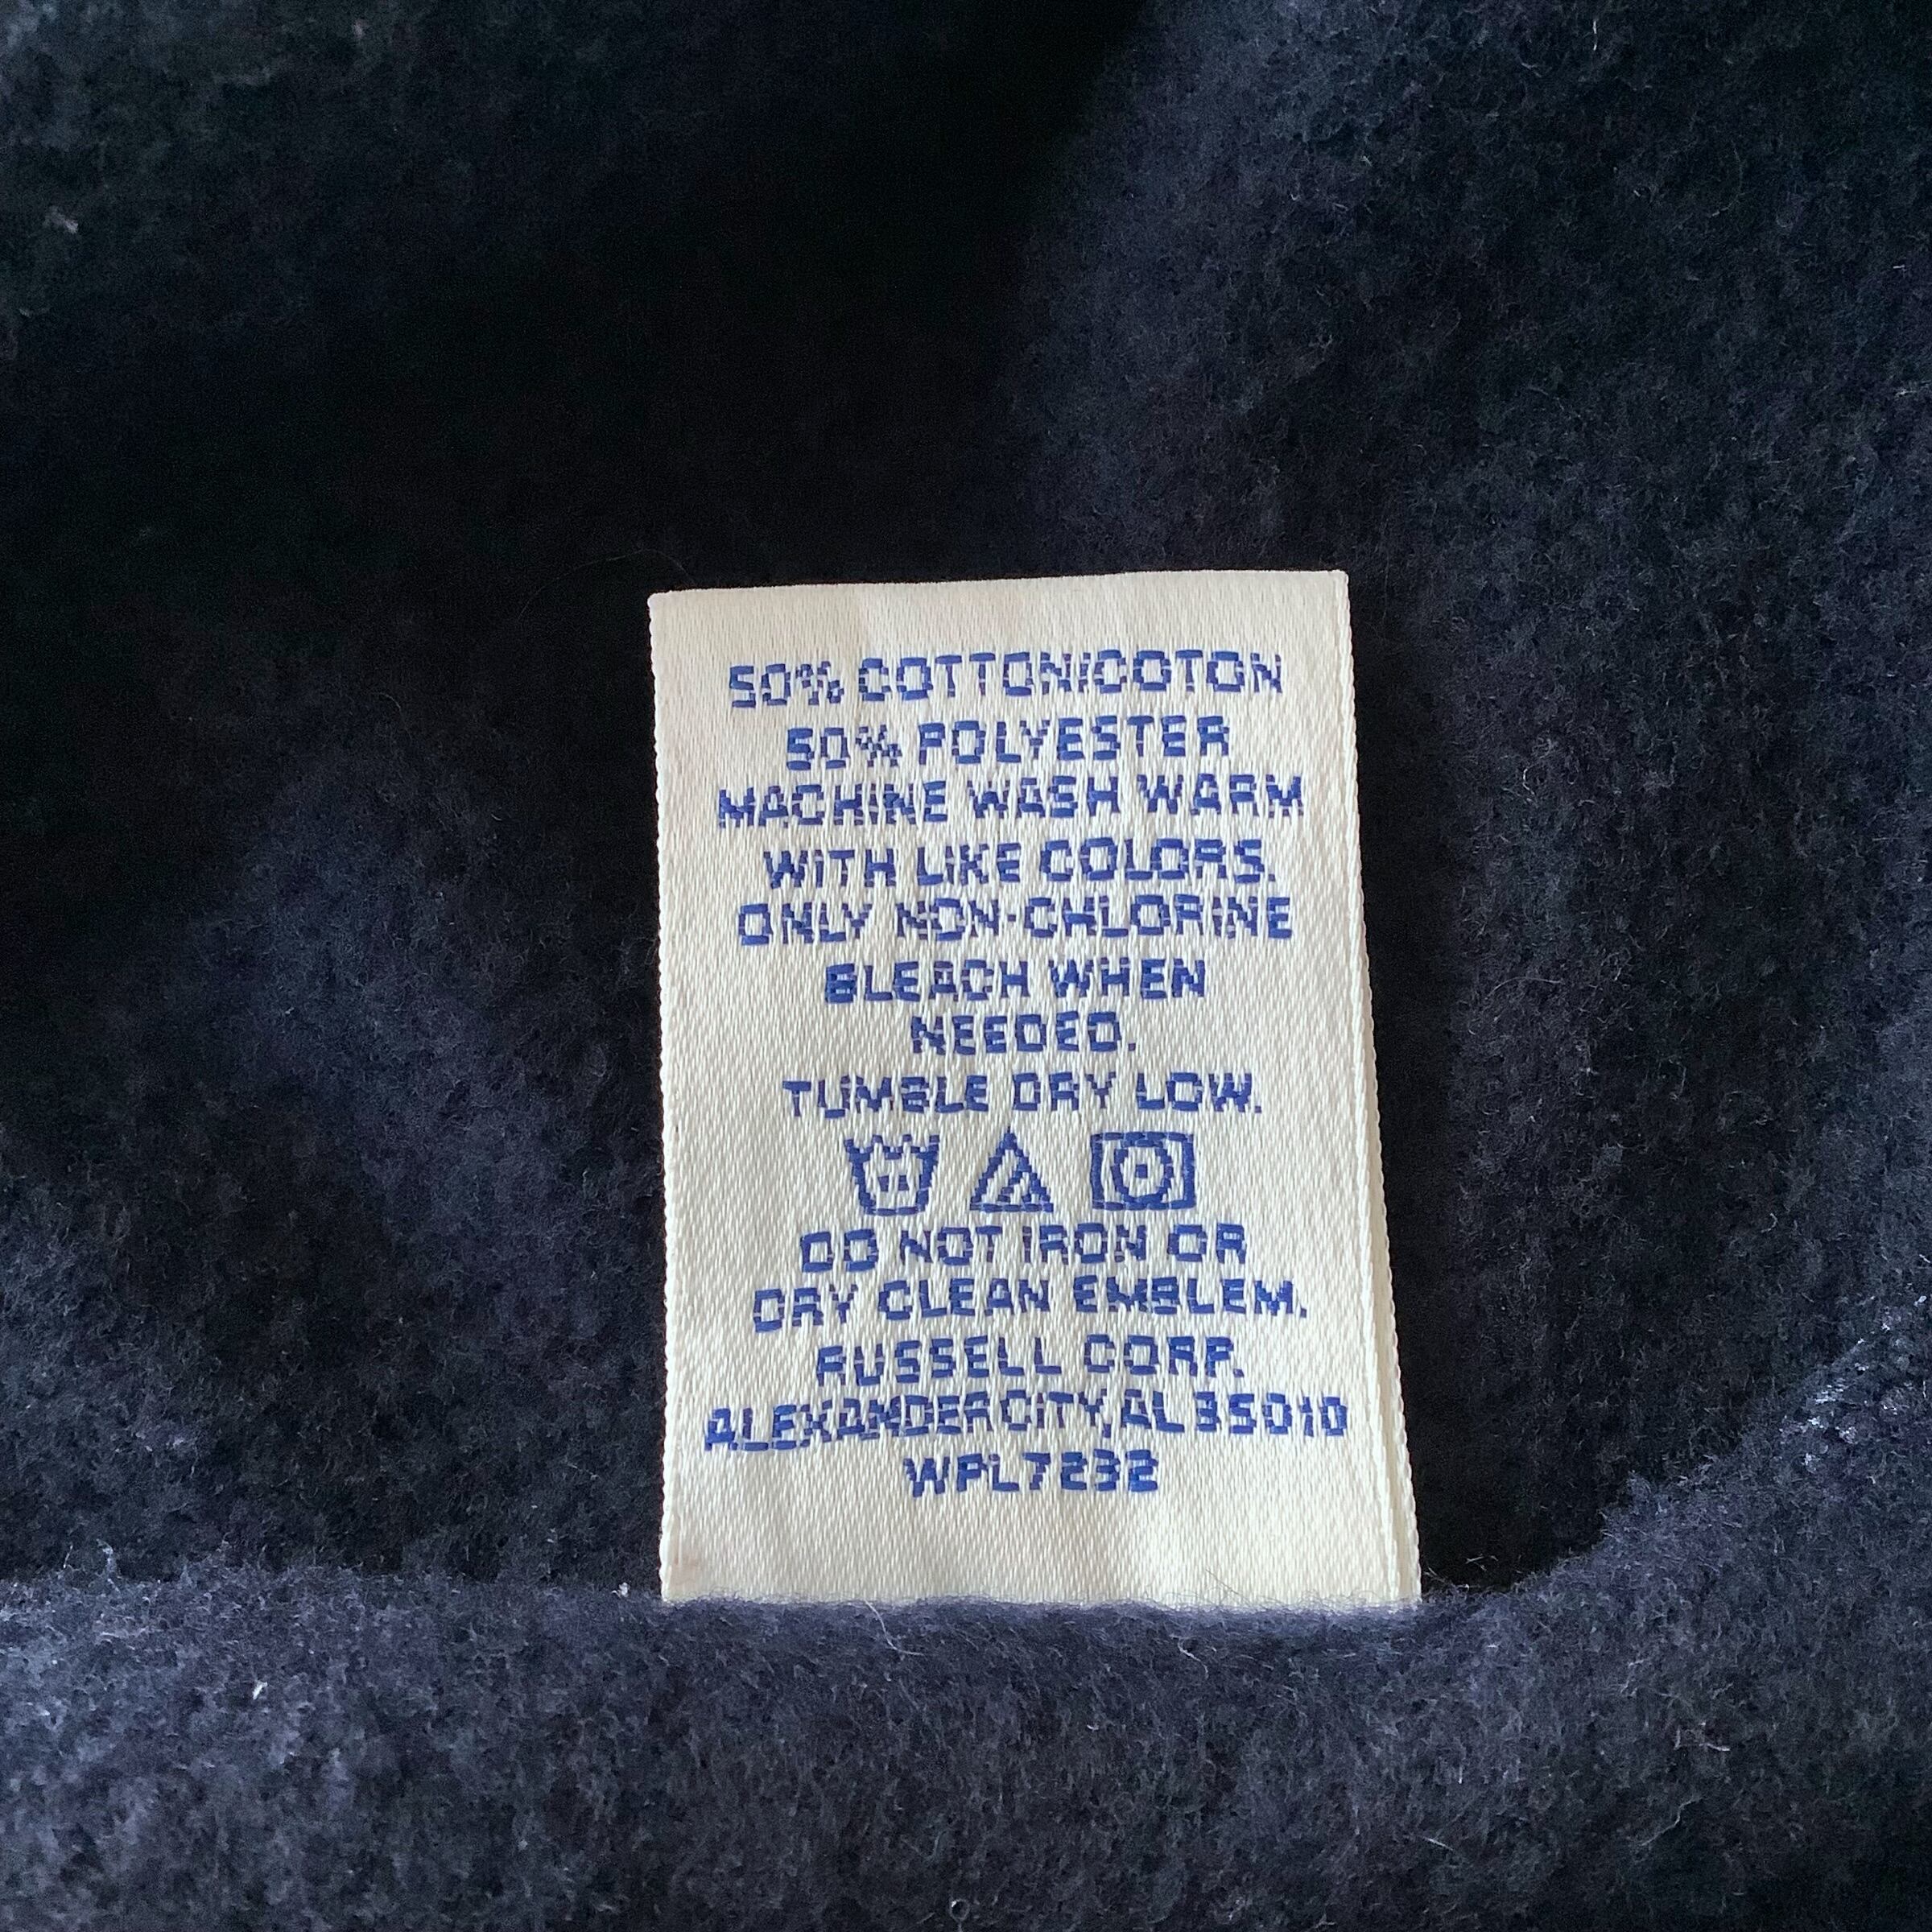 50% COTTON/COTON
50% POLYESTER
MACHINE WASH WARM
WITH LIKE COLORS.
ONLY NON-CHLORINE
BLEACH WHEN
NEEDED.
TUMBLE DRY LOW.
DO NOT IRON OR
DRY CLEAN EMBLEM.
RUSSELL CORP.
ALEXANDER CITY, AL 35010
WPL7232